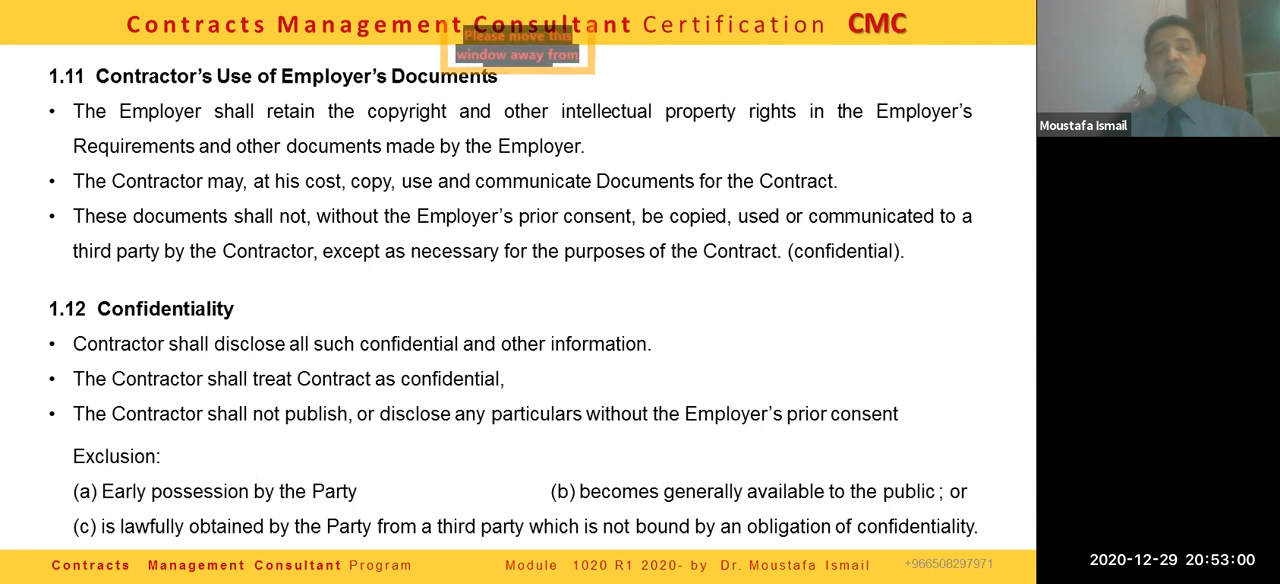 Contracts Management Consultant Certification CMC
Please move this
window away from
1.11 Contractor's Use of Employer's Documents
• The Employer shall retain the copyright and other intellectual property rights in the Employer's
Requirements and other documents made by the Employer.
• The Contractor may, at his cost, copy, use and communicate Documents for the Contract.
• These documents shall not, without the Employer's prior consent, be copied, used or communicated to a
third party by the Contractor, except as necessary for the purposes of the Contract. (confidential).
1.12 Confidentiality
• Contractor shall disclose all such confidential and other information.
• The Contractor shall treat Contract as confidential,
• The Contractor shall not publish, or disclose any particulars without the Employer's prior consent
Exclusion:
(a) Early possession by the Party (b) becomes generally available to the public ; or
(c) is lawfully obtained by the Party from a third party which is not bound by an obligation of confidentiality.
Contracts Management Consultant Program Module 1020 R1 2020- by Dr. Moustafa Ismail +966508297971
Moustafa Ismail
2020-12-29 20:53:00